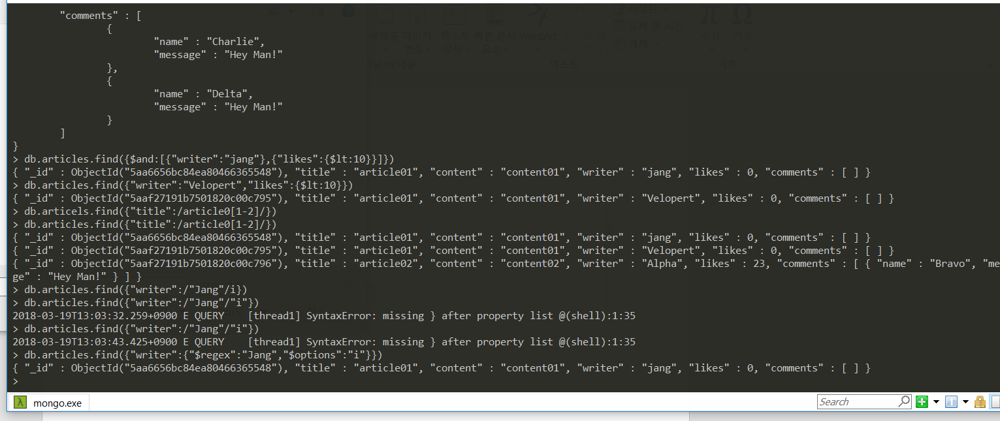 "comments" : [
{
"name" : "Charlie",
"message" : "Hey Man!"
},
{
"name" : "Delta",
"message" : "Hey Man!"
}
]
}
> db.articles.find({$and:[{"writer":"jang"},{"likes":{$lt:10}}]})
{ "_id" : ObjectId("5aa6656bc84ea80466365548"), "title" : "article01", "content" : "content01", "writer" : "jang", "likes" : 0, "comments" : [ ] }
> db.articles.find({"writer":"Velopert","likes":{$lt:10}})
{ "_id" : ObjectId("5aaf27191b7501820c00c795"), "title" : "article01", "content" : "content01", "writer" : "Velopert", "likes" : 0, "comments" : [ ] }
> db.articels.find({"title":/article0[1-2]/})
> db.articles.find({"title":/article0[1-2]/})
{ "_id" : ObjectId("5aa6656bc84ea80466365548"), "title" : "article01", "content" : "content01", "writer" : "jang", "likes" : 0, "comments" : [ ] }
{ "_id" : ObjectId("5aaf27191b7501820c00c795"), "title" : "article01", "content" : "content01", "writer" : "Velopert", "likes" : 0, "comments" : [ ] }
{ "_id" : ObjectId("5aaf27191b7501820c00c796"), "title" : "article02", "content" : "content02", "writer" : "Alpha", "likes" : 23, "comments" : [ { "name" : "Bravo", "me
ge" : "Hey Man!" } ] }
> db.articles.find({"writer":/"Jang"/i})
> db.articles.find({"writer":/"Jang"/"i"})
2018-03-19T13:03:32.259+0900 E QUERY    [thread1] SyntaxError: missing } after property list @(shell):1:35
> db.articles.find({"writer":/"Jang"/"i"})
2018-03-19T13:03:43.425+0900 E QUERY    [thread1] SyntaxError: missing } after property list @(shell):1:35
> db.articles.find({"writer":{"$regex":"Jang","$options":"i"}})
{ "_id" : ObjectId("5aa6656bc84ea80466365548"), "title" : "article01", "content" : "content01", "writer" : "jang", "likes" : 0, "comments" : [ ] }
>
λ mongo.exe Search